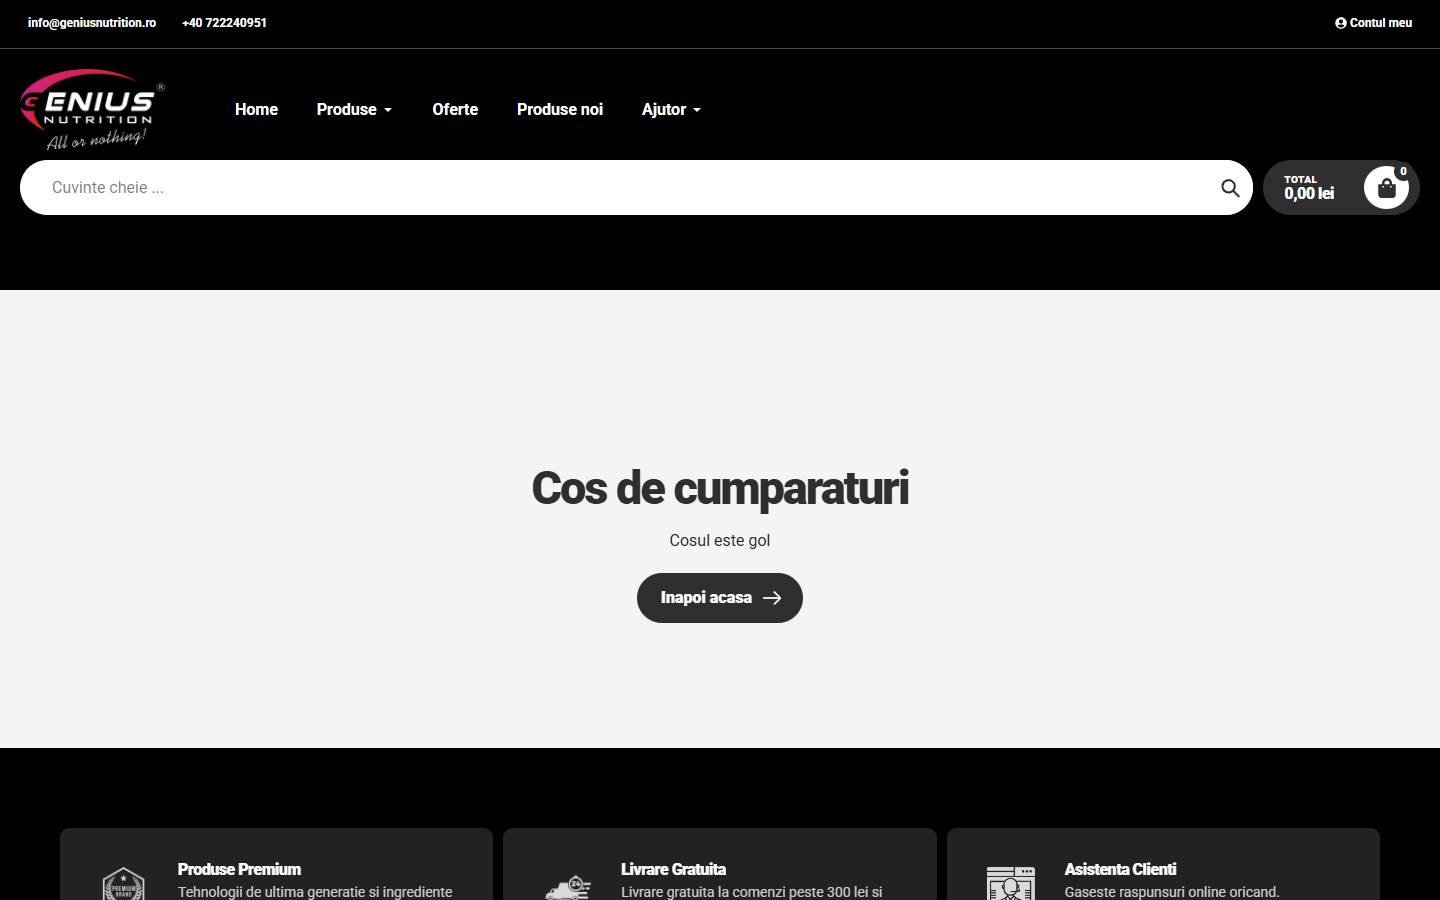 info@geniusnutrition.ro +40 722240951 Contul meu
ENIUS ®
NUTRITION
All or nothing!
Home Produse Oferte Produse noi Ajutor
Cuvinte cheie ...
TOTAL
0,00 lei
0
Cos de cumparaturi
Cosul este gol
Inapoi acasa
Produse Premium
Tehnologii de ultima generatie si ingrediente
PREMIUM
BRAND
Livrare Gratuita
Livrare gratuita la comenzi peste 300 lei si
24
Asistenta Clienti
Gaseste raspunsuri online oricand.